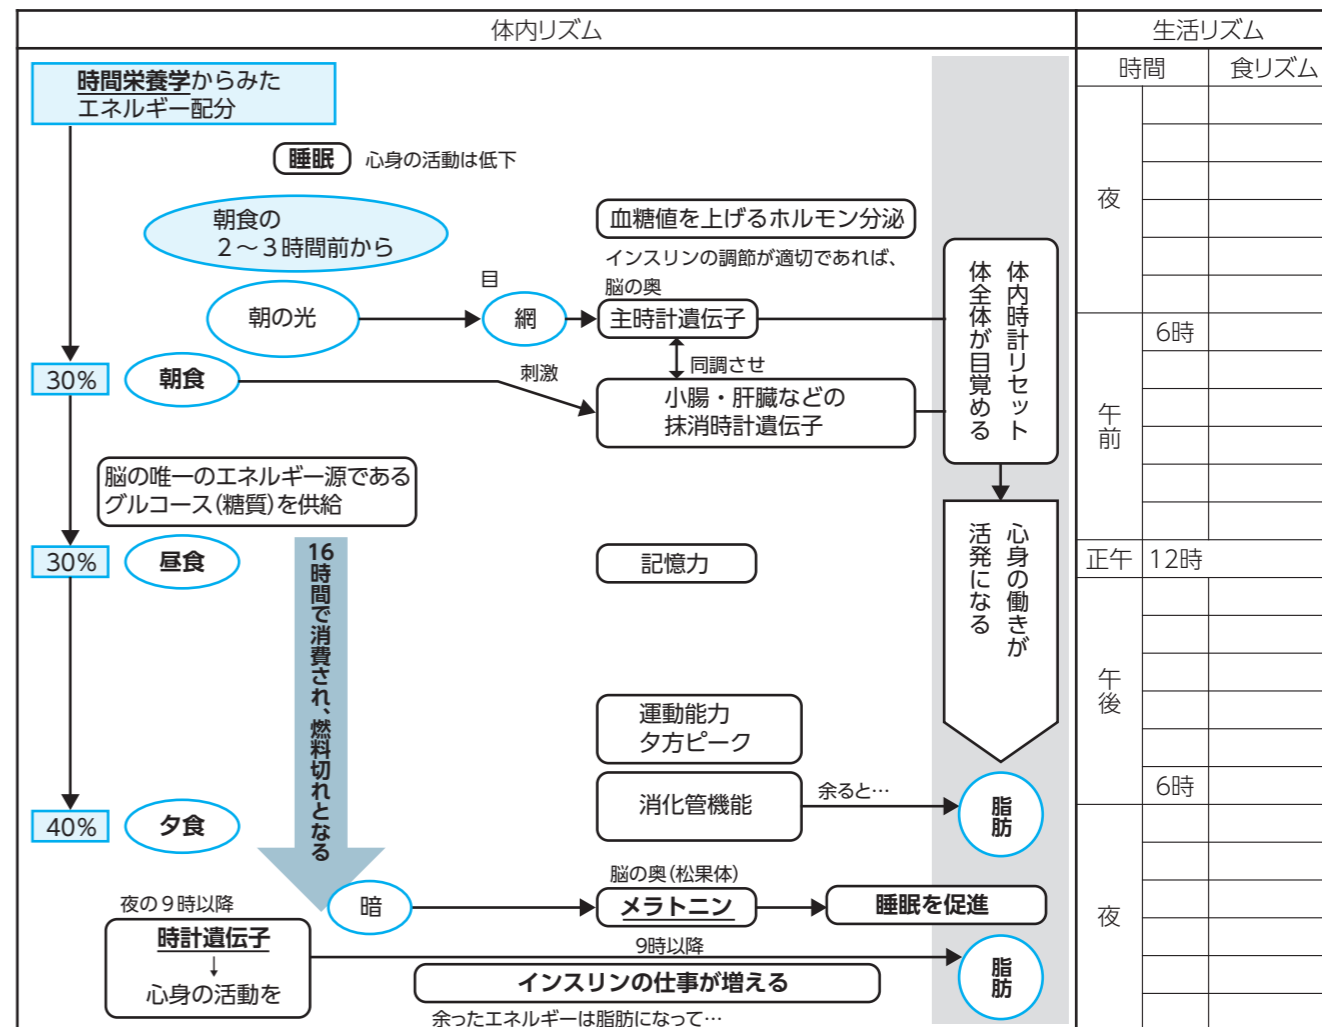 体内リズム
生活リズム
時間
食リズム
時間栄養学からみた
エネルギー配分
睡眠
心身の活動は低下
朝食の
２～３時間前から
血糖値を上げるホルモン分泌
インスリンの調節が適切であれば、
目
脳の奥
朝の光
網
主時計遺伝子
同調させ
30%
朝食
刺激
小腸・肝臓などの
抹消時計遺伝子
体内時計リセット
体全体が目覚める
脳の唯一のエネルギー源である
グルコース(糖質)を供給
30%
昼食
16時間で消費され、燃料切れとなる
記憶力
心身の働きが
活発になる
運動能力
夕方ピーク
消化管機能
余ると…
脂肪
40%
夕食
脳の奥(松果体)
暗
メラトニン
睡眠を促進
夜の９時以降
時計遺伝子
↓
心身の活動を
9時以降
脂肪
インスリンの仕事が増える
余ったエネルギーは脂肪になって…
夜
午前
6時
正午
12時
午後
6時
夜